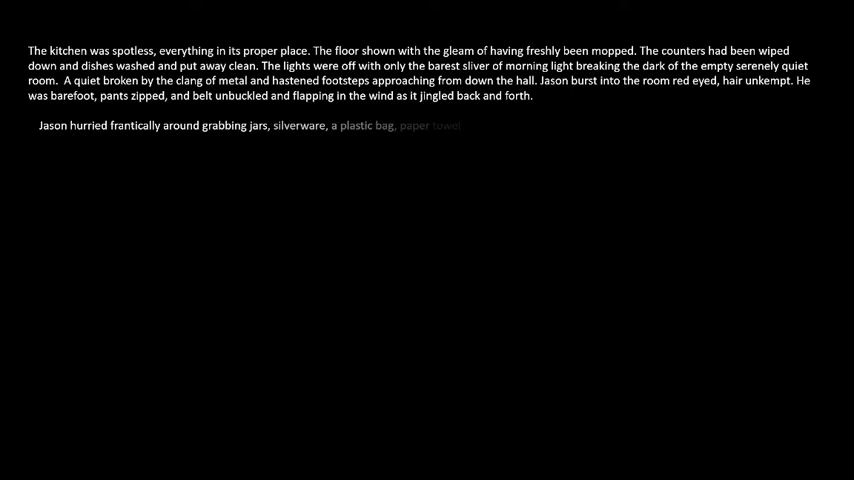 The kitchen was spotless, everything in its proper place. The floor shown with the gleam of having freshly been mopped. The counters had been wiped
down and dishes washed and put away clean. The lights were off with only the barest sliver of morning light breaking the dark of the empty serenely quiet
room.  A quiet broken by the clang of metal and hastened footsteps approaching from down the hall. Jason burst into the room red eyed, hair unkempt. He
was barefoot, pants zipped, and belt unbuckled and flapping in the wind as it jingled back and forth.
Jason hurried frantically around grabbing jars, silverware, a plastic bag, paper towel